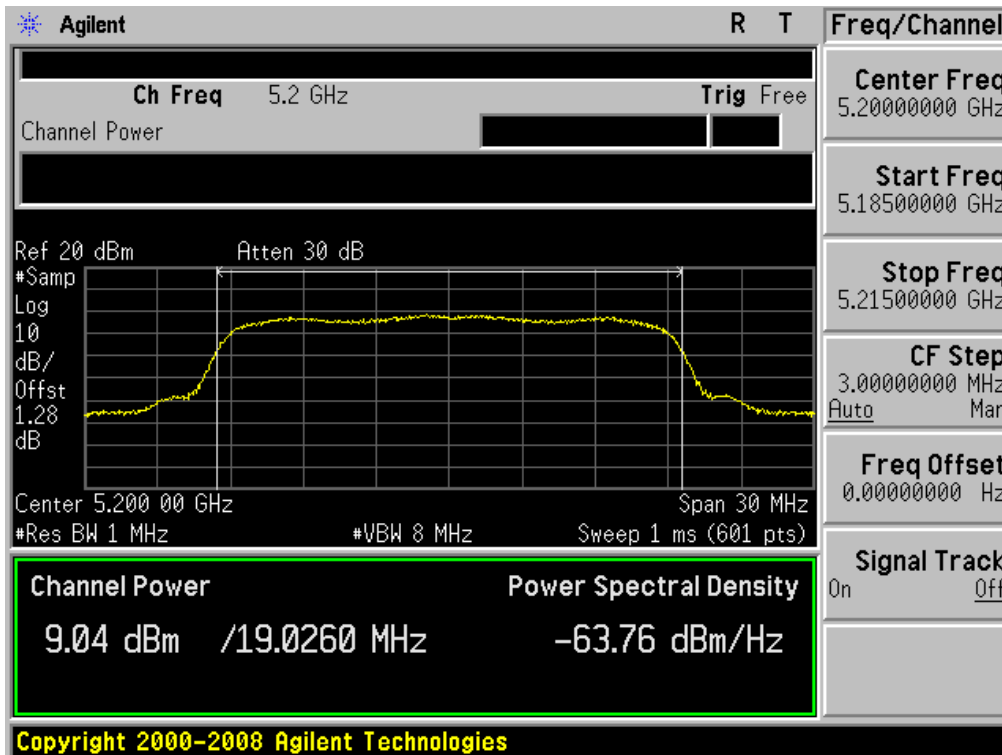 Agilent R T
Ch Freq 5.2 GHz Trig Free
Channel Power
Ref 20 dBm Atten 30 dB
#Samp
Log
10
dB/
Offst
1.28
dB
Center 5.200 00 GHz Span 30 MHz
#Res BW 1 MHz #VBW 8 MHz Sweep 1 ms (601 pts)
Channel Power Power Spectral Density
9.04 dBm /19.0260 MHz -63.76 dBm/Hz
Copyright 2000-2008 Agilent Technologies
Freq/Channel
Center Freq
5.20000000 GHz
Start Freq
5.18500000 GHz
Stop Freq
5.21500000 GHz
CF Step
3.00000000 MHz
Auto Man
Freq Offset
0.00000000 Hz
Signal Track
On Off